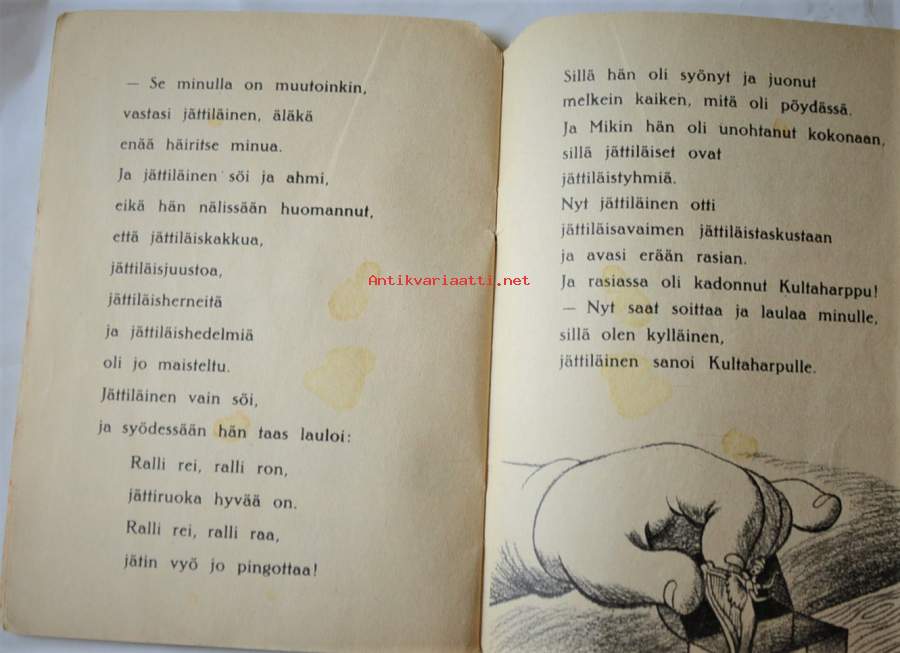 — Se minulla on muutoinkin,
vastasi jättiläinen, äläkä
enää häiritse minua.
Ja jättiläinen söi ja ahmi,
eikä hän nälissään huomannut,
että jättiläiskakkua,
jättiläisjuustoa,
jättiläisherneitä
ja jättiläishedelmiä
oli jo maisteltu.
Jättiläinen vain söi,
ja syödessään hän taas lauloi:
Ralli rei, ralli ron,
jättiruoka hyvää on.
Ralli rei, ralli raa,
jätin vyö jo pingottaa!
Antikvariaatti.net
Sillä hän oli syönyt ja juonut
melkein kaiken, mitä oli pöydässä.
Ja Mikin hän oli unohtanut kokonaan,
sillä jättiläiset ovat
jättiläistyhmiä.
Nyt jättiläinen otti
jättiläisavaimen jättiläistaskustaan
ja avasi erään rasian.
Ja rasiassa oli kadonnut Kultaharppu!
— Nyt saat soittaa ja laulaa minulle,
sillä olen kylläinen,
jättiläinen sanoi Kultaharpulle.